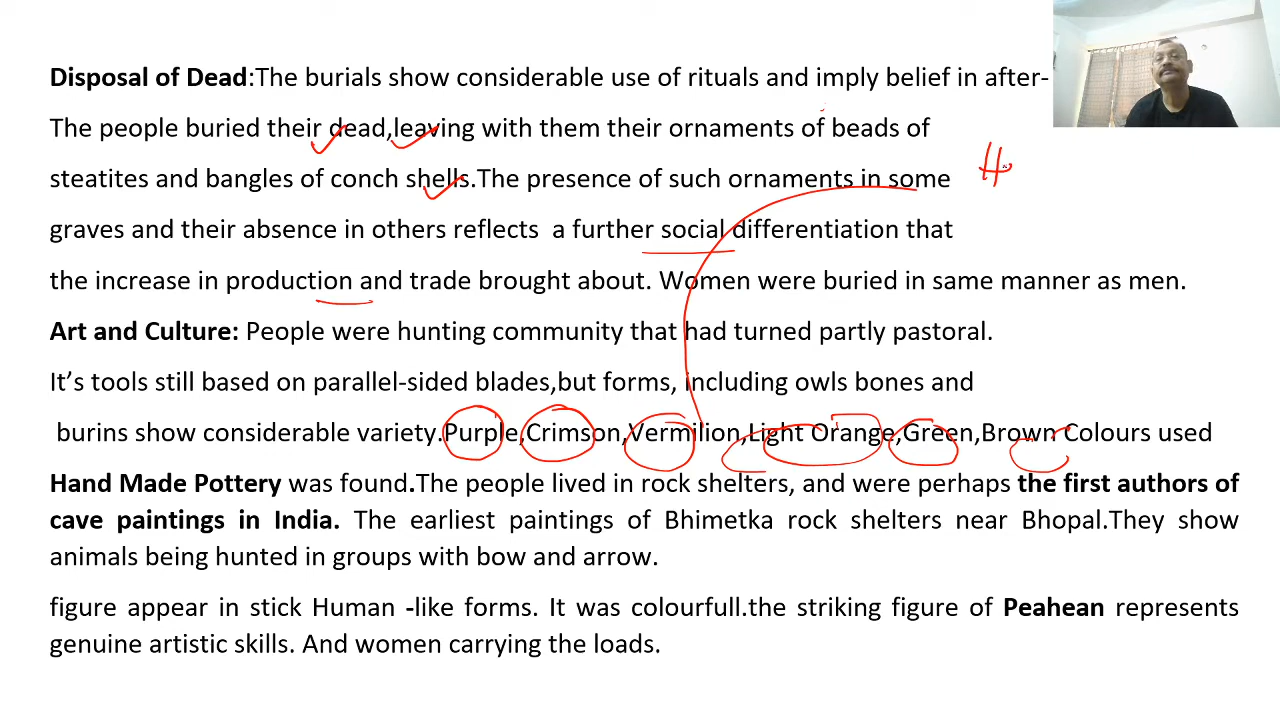 Disposal of Dead:The burials show considerable use of rituals and imply belief in after-
The people buried their dead,leaving with them their ornaments of beads of
steatites and bangles of conch shells.The presence of such ornaments in some
graves and their absence in others reflects a further social differentiation that
the increase in production and trade brought about. Women were buried in same manner as men.
Art and Culture: People were hunting community that had turned partly pastoral.
It's tools still based on parallel-sided blades,but forms, including owls bones and
burins show considerable variety.Purple,Crimson,Vermilion,Light Orange,Green,Brown Colours used
Hand Made Pottery was found.The people lived in rock shelters, and were perhaps the first authors of
cave paintings in India. The earliest paintings of Bhimetka rock shelters near Bhopal.They show
animals being hunted in groups with bow and arrow.
figure appear in stick Human -like forms. It was colourfull.the striking figure of Peahean represents
genuine artistic skills. And women carrying the loads.